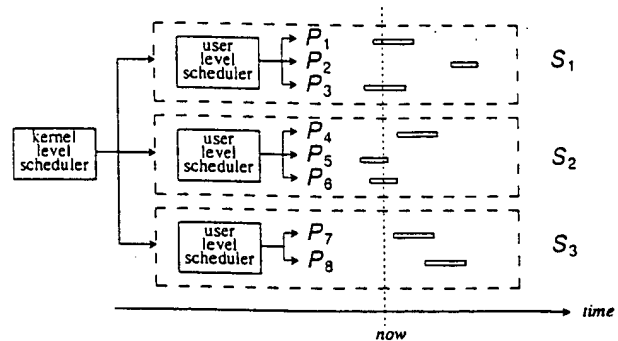 kernel
level
scheduler
user
level
scheduler
P1
P2
P3
S1
user
level
scheduler
P4
P5
P6
S2
user
level
scheduler
P7
P8
S3
time
now